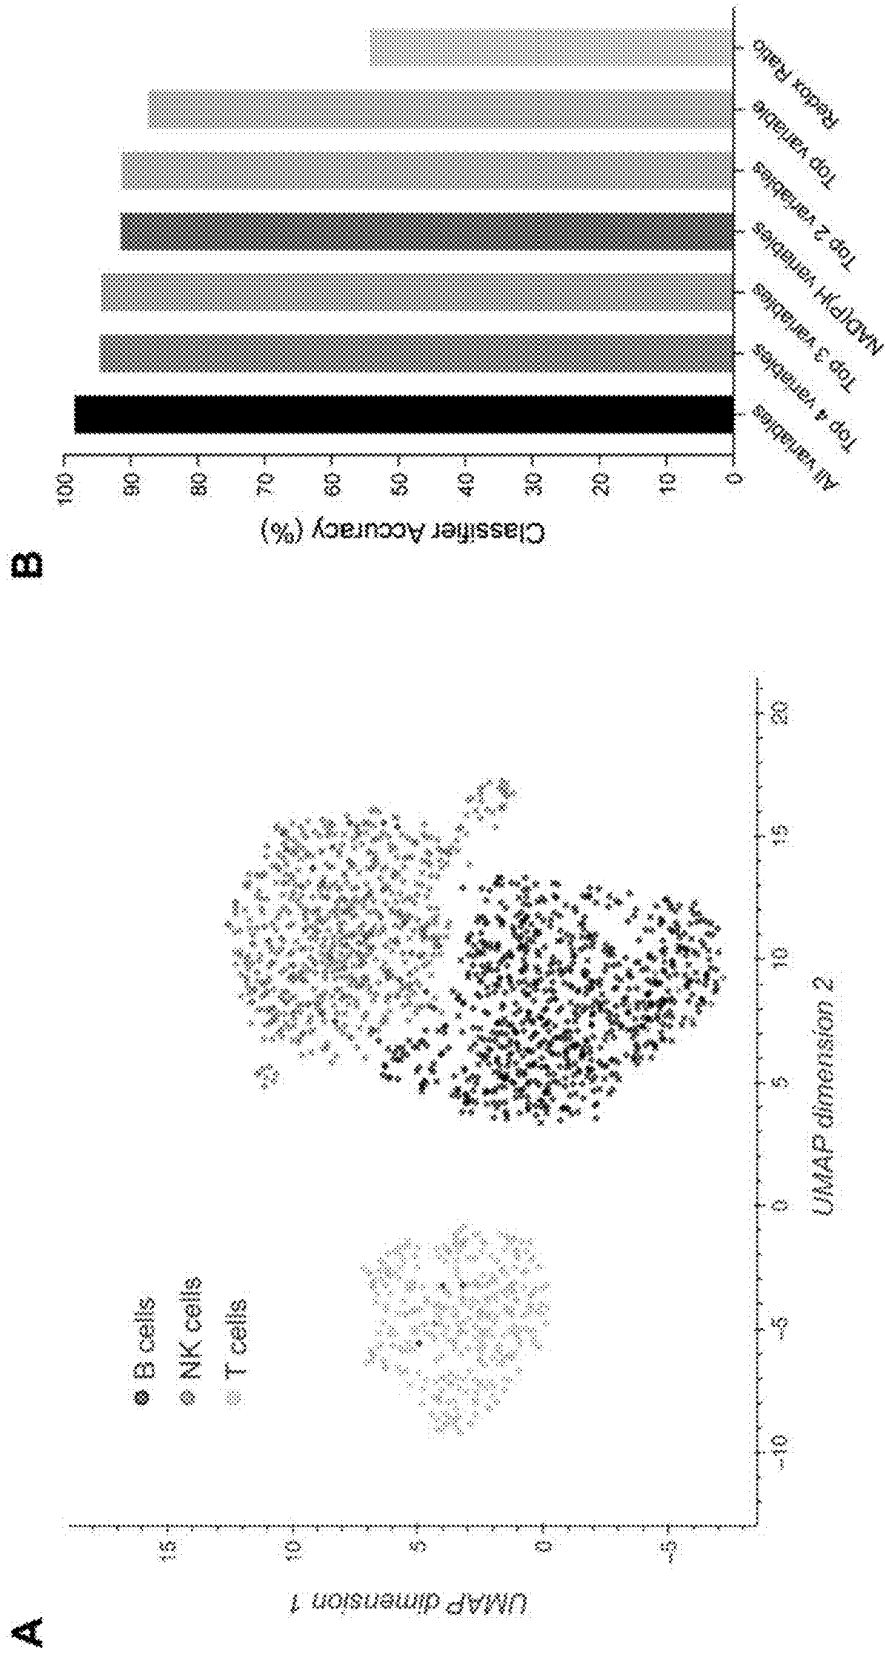 A
UMAP dimension 1
15
10
5
0
-5
B cells
NK cells
T cells
-10
-5
0
5
10
15
20
UMAP dimension 2
B
Classifier Accuracy (%)
100
90
80
70
60
50
40
30
20
10
0
All variables
Top 4 variables
Top 3 variables
NAD(P)H variables
Top 2 variables
Top variable
Redox Ratio